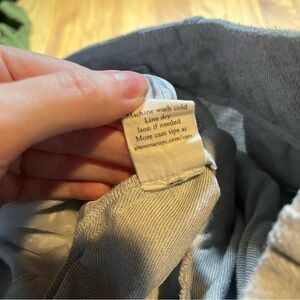 Machine wash cold
Line dry
Iron if needed
More care tips at